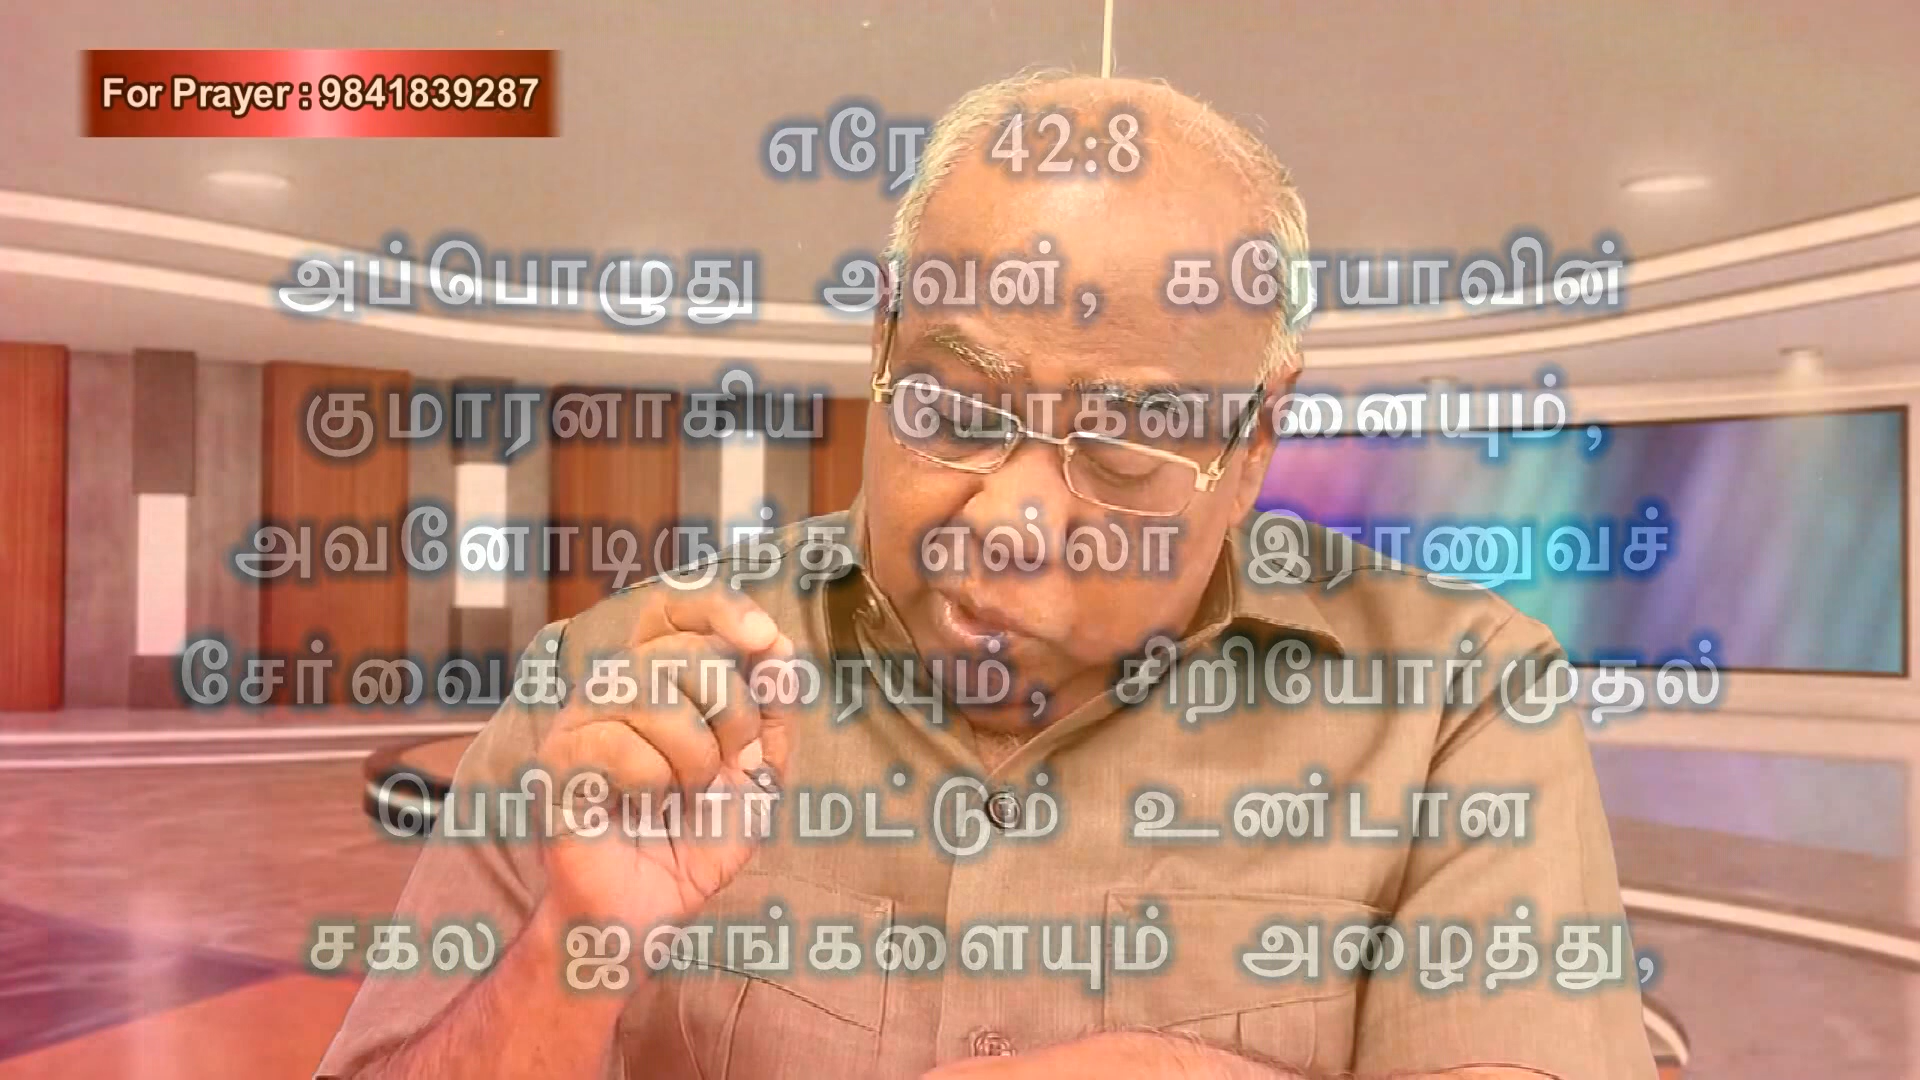 For Prayer : 9841839287
எரே 42:8
அப்பொழுது அவன், கரேயாவின்
குமாரனாகிய யோகனானையும்,
அவனோடிருந்த எல்லா இராணுவச்
சேர்வைக்காரரையும், சிறியோர்முதல்
பெரியோர்மட்டும் உண்டான
சகல ஜனங்களையும் அழைத்து,